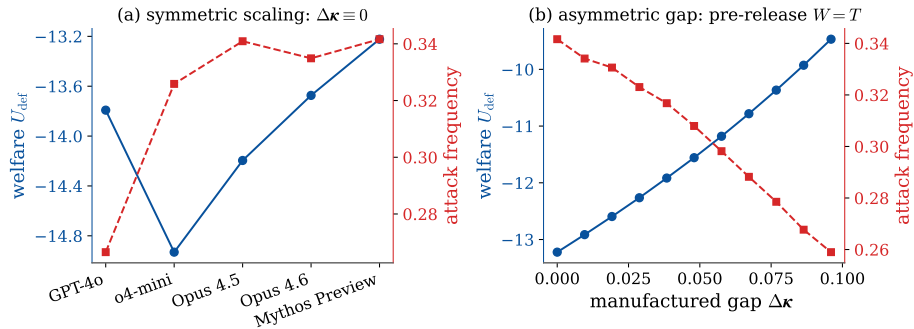 (a) symmetric scaling: Δκ ≡ 0
−13.2
−13.6
−14.0
−14.4
−14.8
welfare U_def
0.34
0.32
0.30
0.28
attack frequency
GPT-4o
o4-mini
Opus 4.5
Opus 4.6
Mythos Preview
(b) asymmetric gap: pre-release W = T
−10
−11
−12
−13
welfare U_def
0.34
0.32
0.30
0.28
0.26
attack frequency
0.000
0.025
0.050
0.075
0.100
manufactured gap Δκ